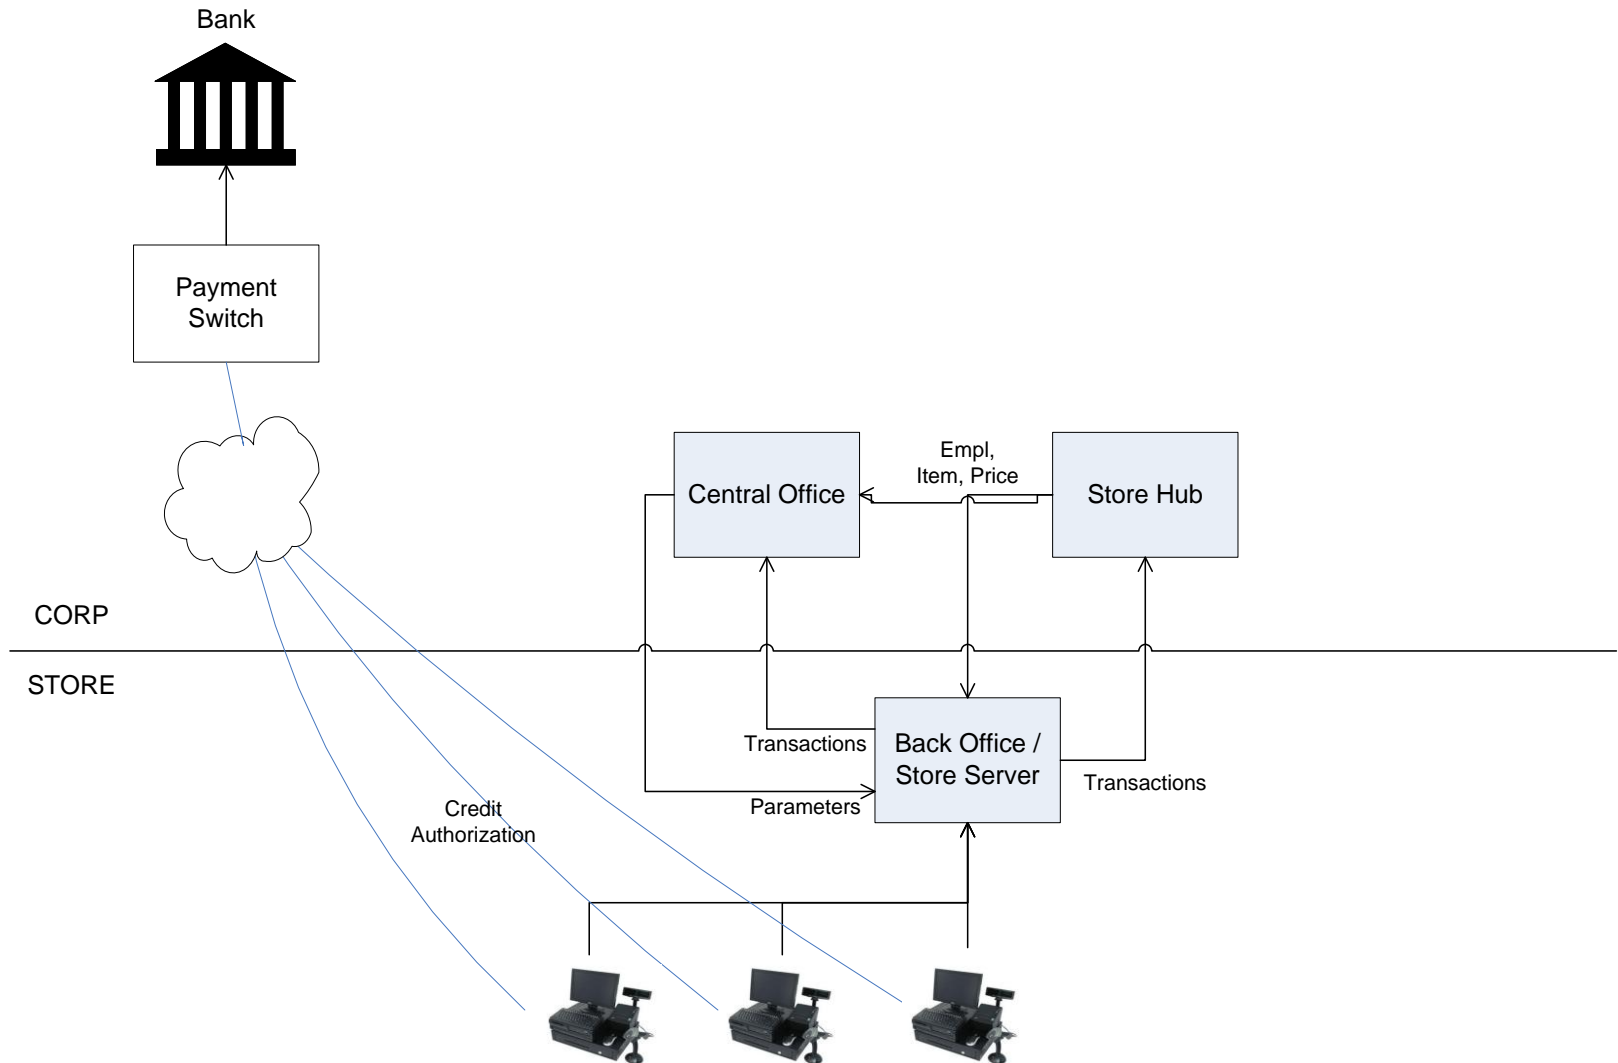 Bank
Payment
Switch
Empl,
Item, Price
Central Office
Store Hub
CORP
STORE
Transactions
Back Office /
Store Server
Transactions
Parameters
Credit
Authorization